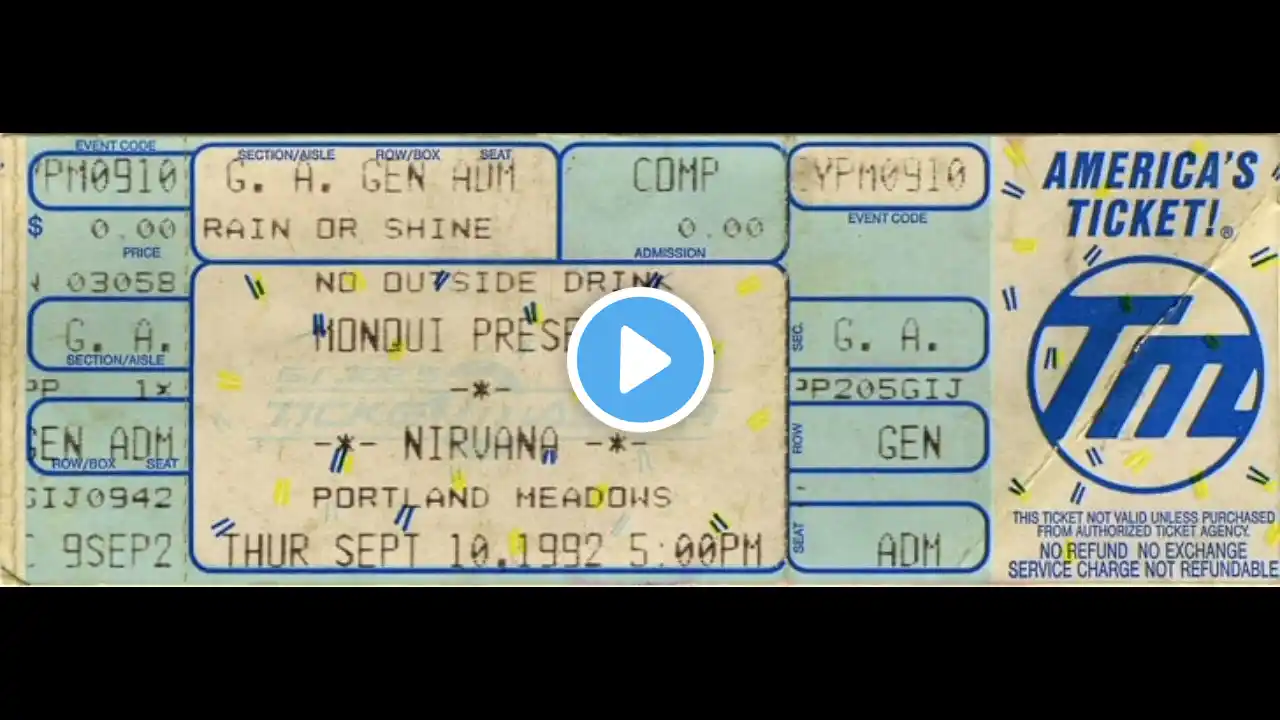 EVENT CODE
YPM0910
$ 0.00
PRICE
03058
G. A.
SECTION/AISLE
PP 1x
GEN ADM
ROW/BOX SEAT
GIJ0942
C 9SEP2
SECTION/AISLE ROW/BOX SEAT
G. A. GEN ADM
RAIN OR SHINE
COMP
0.00
ADMISSION
NO OUTSIDE DRINK
MONQUI
-*-
-*- NIRVANA -*-
PORTLAND MEADOWS
THUR SEPT 10,1992 5:00PM
CYPM0910
EVENT CODE
SEC. G. A.
PP205GIJ
ROW GEN
SEAT ADM
AMERICA'S
TICKET!®
TM
THIS TICKET NOT VALID UNLESS PURCHASED
FROM AUTHORIZED TICKET AGENCY.
NO REFUND NO EXCHANGE
SERVICE CHARGE NOT REFUNDABLE